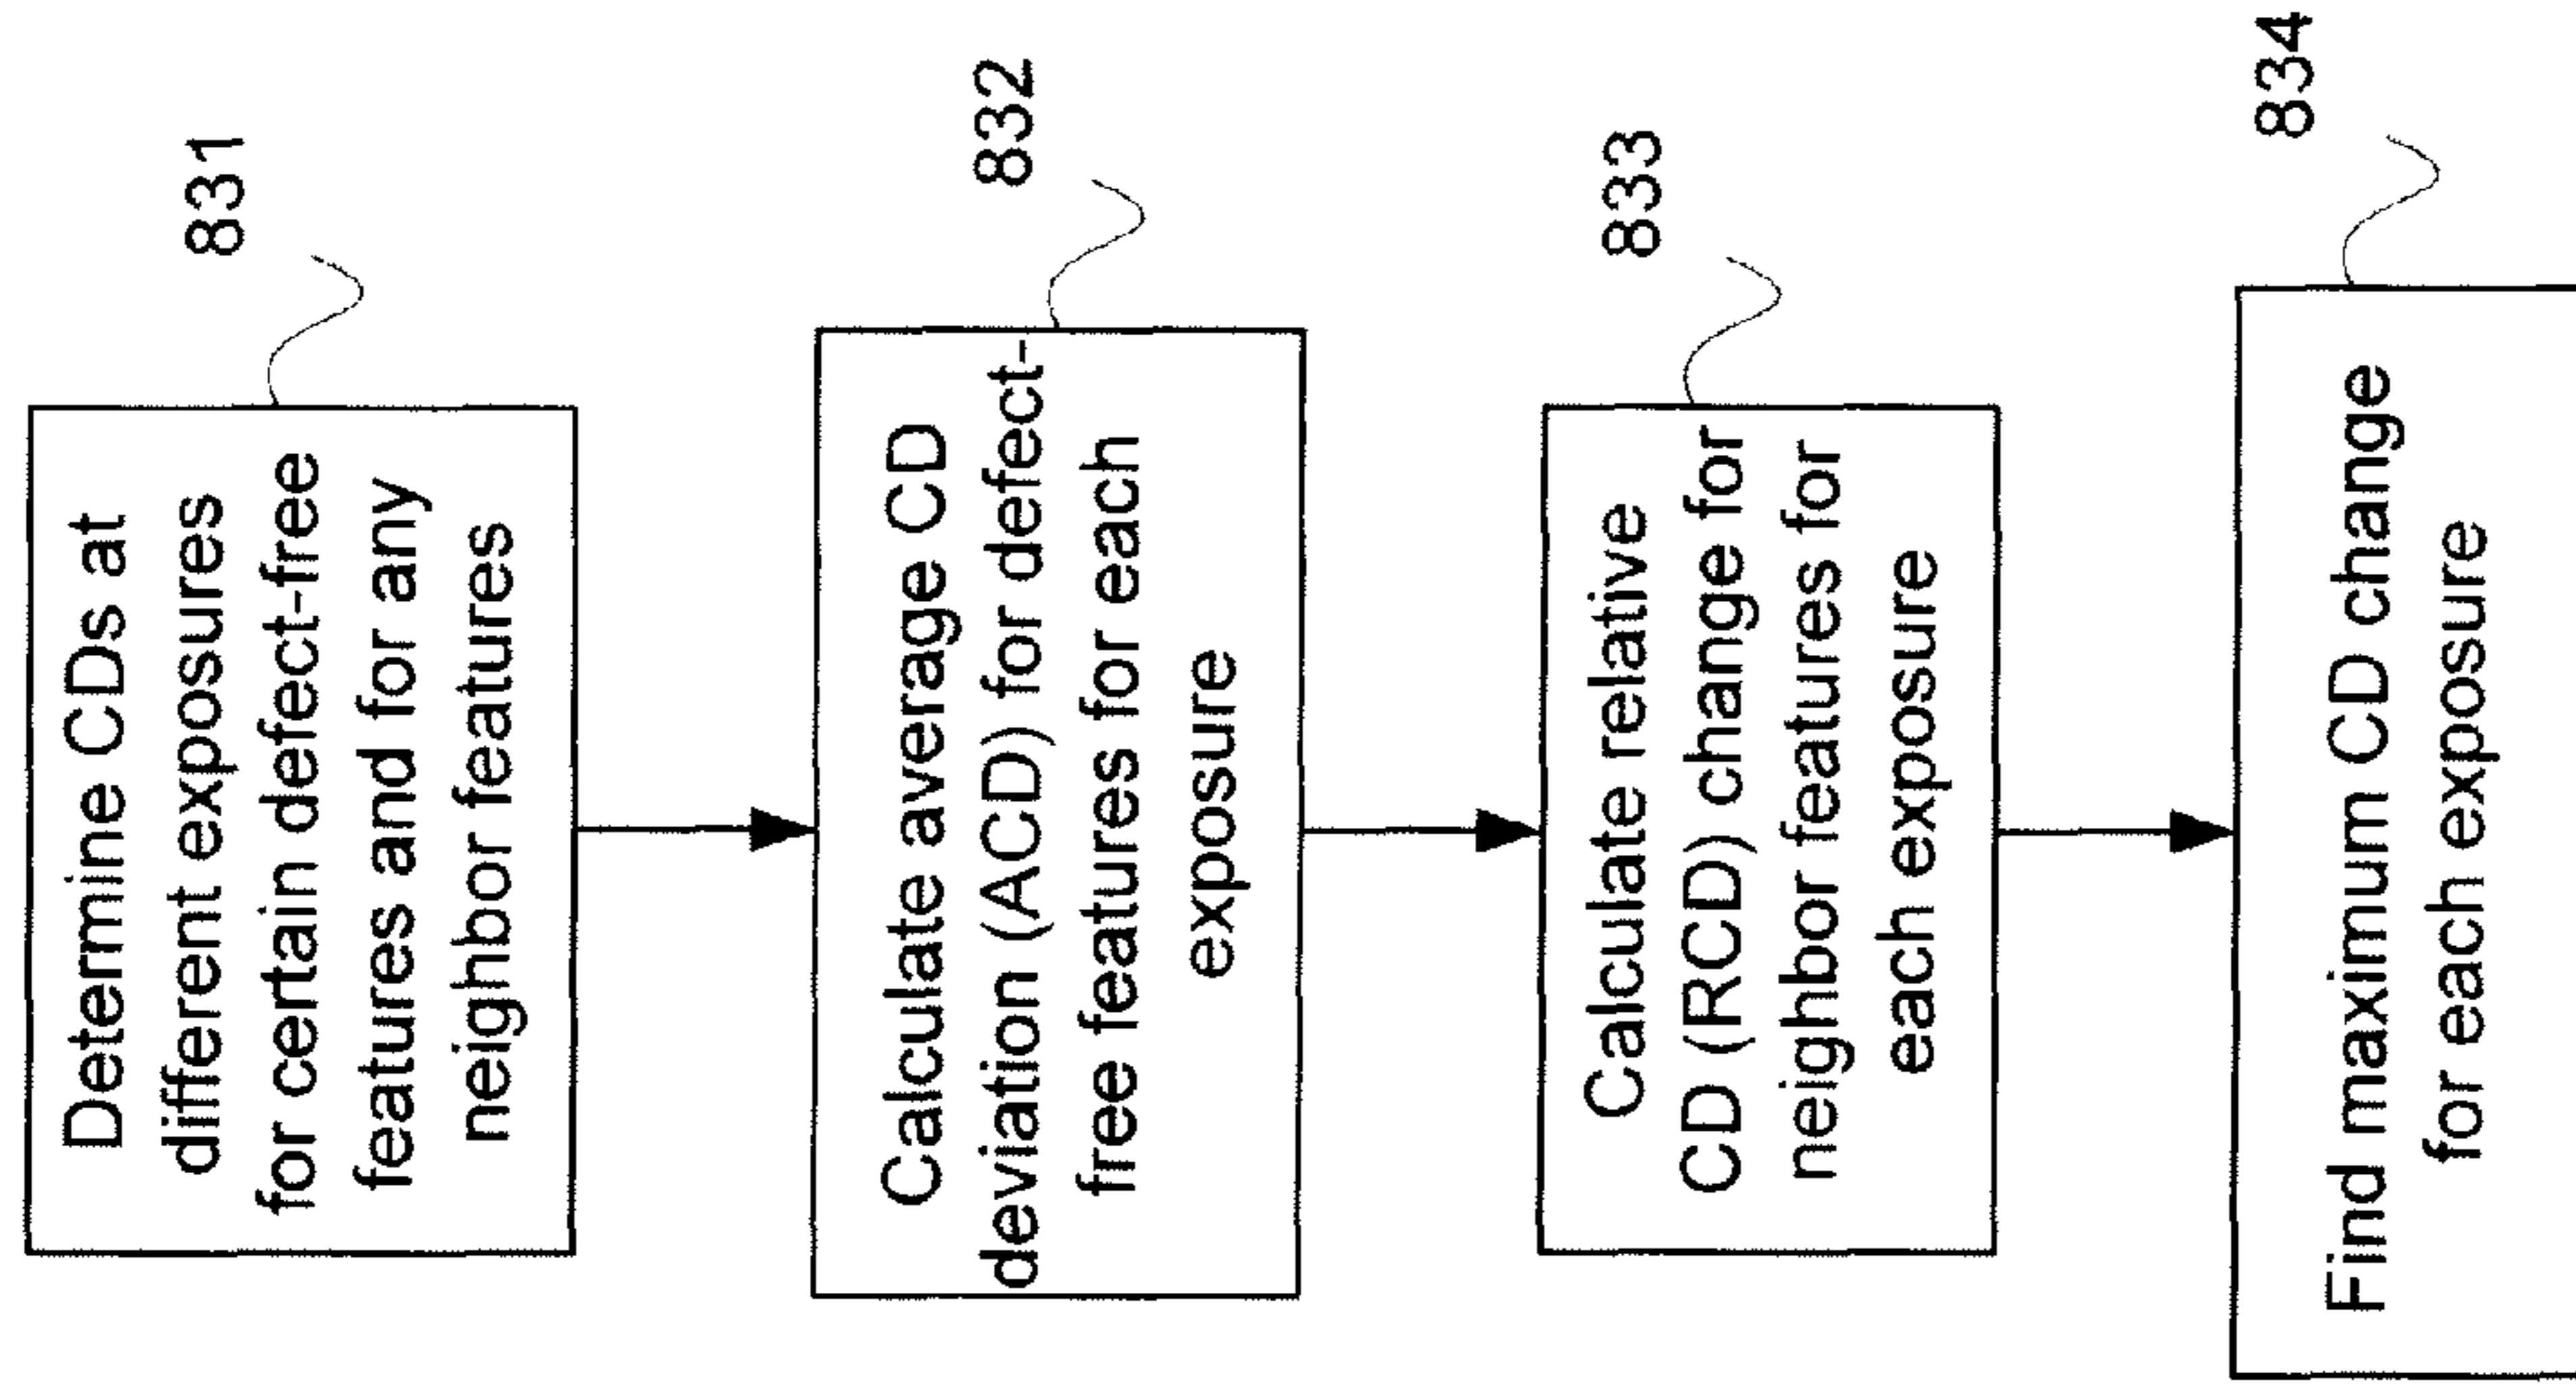 Determine CDs at
different exposures
for certain defect-free
features and for any
neighbor features
831
Calculate average CD
deviation (ACD) for defect-
free features for each
exposure
832
Calculate relative
CD (RCD) change for
neighbor features for
each exposure
833
Find maximum CD change
for each exposure
834